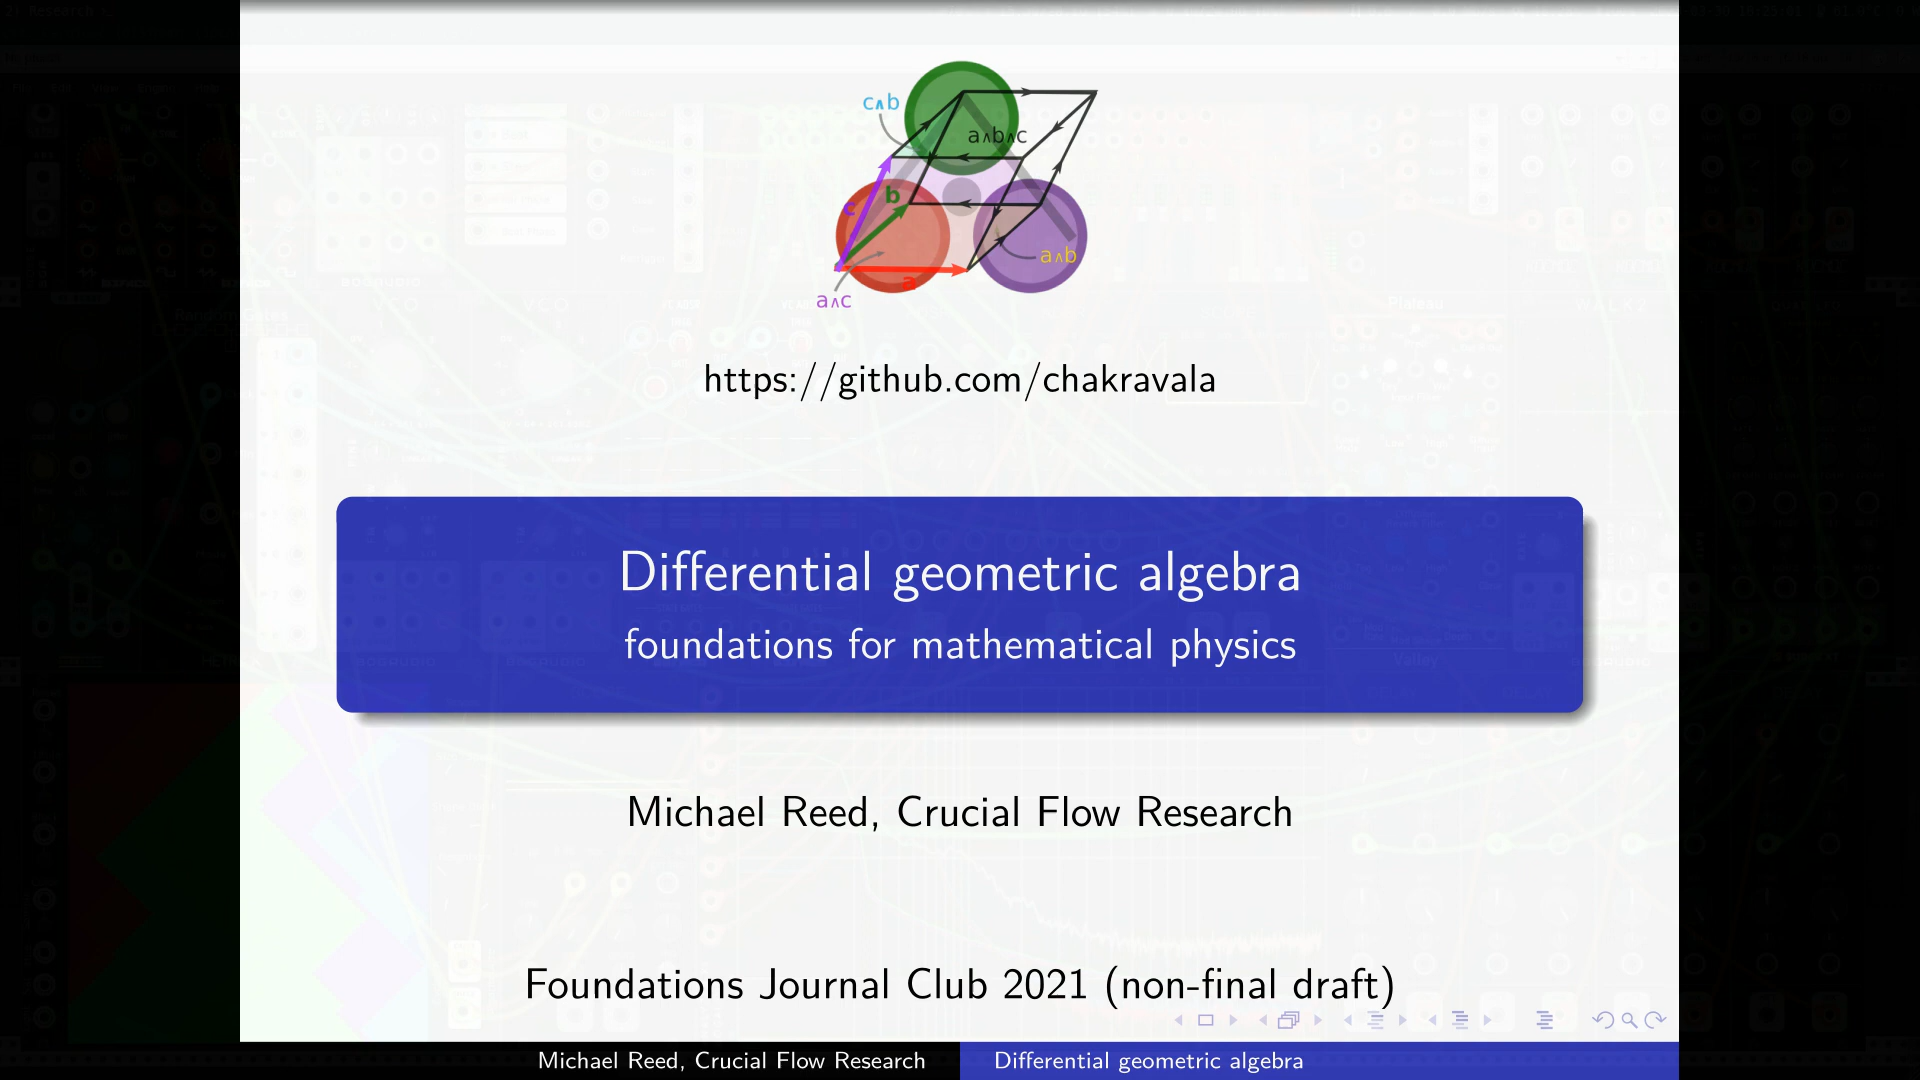 c∧b
a∧b∧c
b
c
a∧b
a
a∧c
https://github.com/chakravala
Differential geometric algebra
foundations for mathematical physics
Michael Reed, Crucial Flow Research
Foundations Journal Club 2021 (non-final draft)
Michael Reed, Crucial Flow Research
Differential geometric algebra